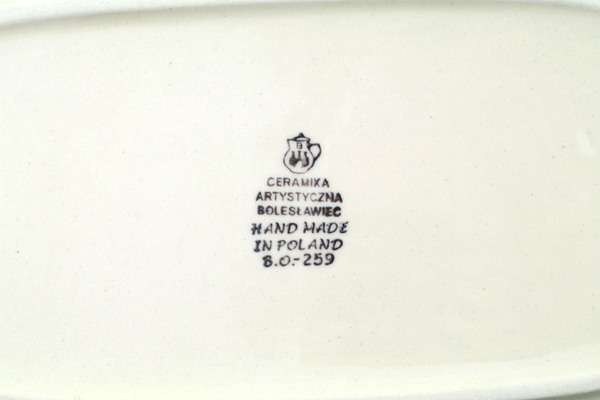 CERAMIKA
ARTYSTYCZNA
BOLESŁAWIEC
HAND MADE
IN POLAND
B.O.-259